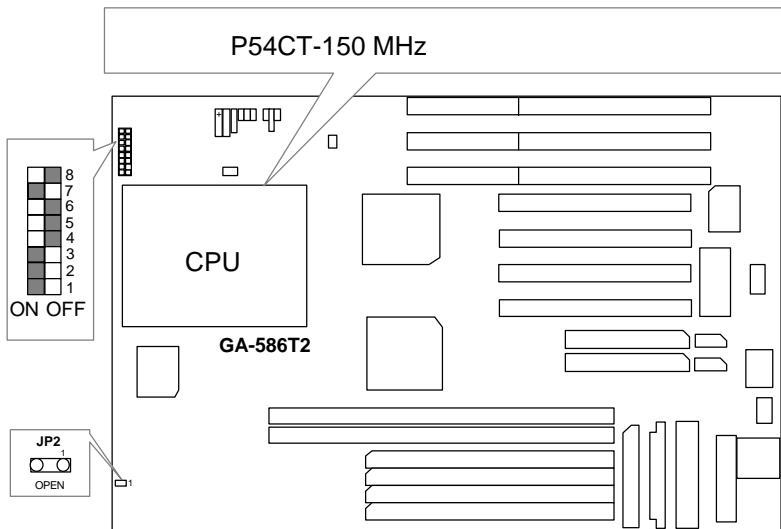 P54CT-150 MHz
+
8
7
6
5
4
3
2
1
ON OFF
CPU
GA-586T2
JP2
1
OPEN
1